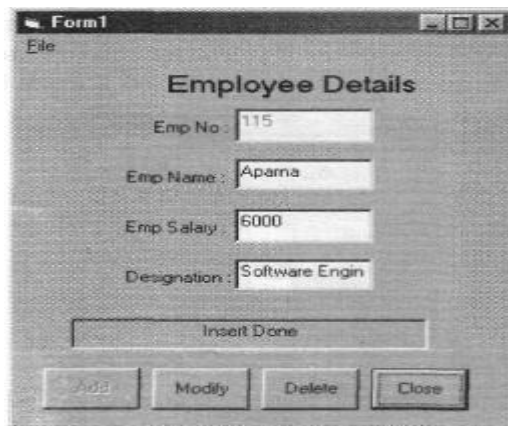 Form1
File
Employee Details
Emp No : 115
Emp Name : Aparna
Emp Salary : 6000
Designation : Software Engin
Insert Done
Add Modify Delete Close